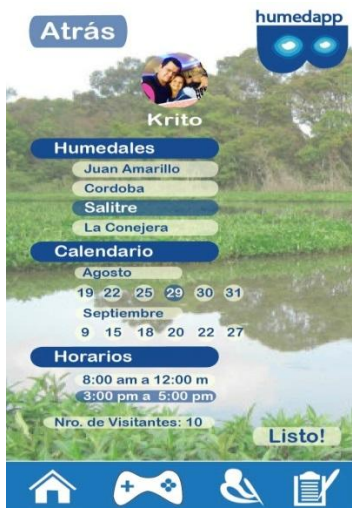 Atrás
humedapp
Krito
Humedales
Juan Amarillo
Cordoba
Salitre
La Conejera
Calendario
Agosto
19 22 25 29 30 31
Septiembre
9 15 18 20 22 27
Horarios
8:00 am a 12:00 m
3:00 pm a 5:00 pm
Nro. de Visitantes: 10
Listo!